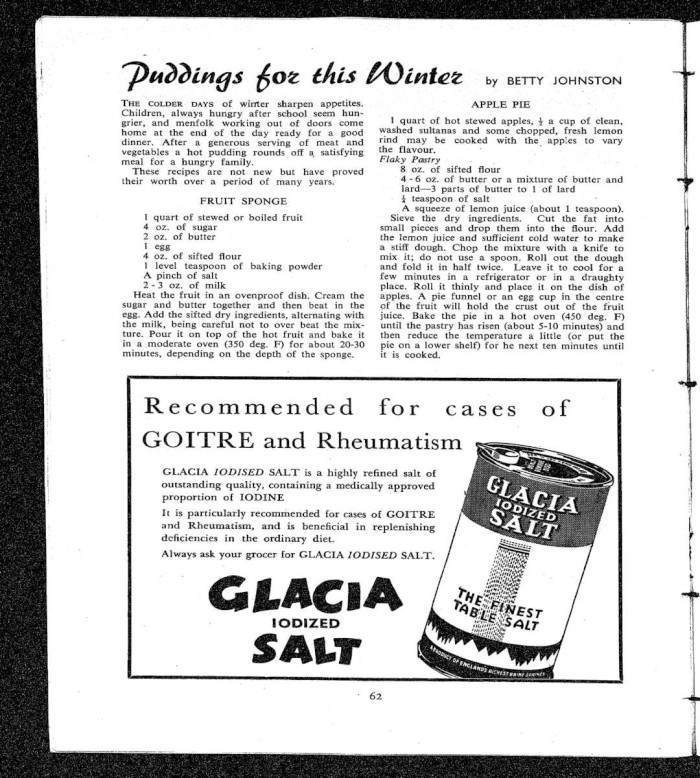 Puddings for this Winter by BETTY JOHNSTON
THE COLDER DAYS of winter sharpen appetites.
Children, always hungry after school seem hun-
grier, and menfolk working out of doors come
home at the end of the day ready for a good
dinner. After a generous serving of meat and
vegetables a hot pudding rounds off a satisfying
meal for a hungry family.
These recipes are not new but have proved
their worth over a period of many years.
FRUIT SPONGE
1 quart of stewed or boiled fruit
4 oz. of sugar
2 oz. of butter
1 egg
4 oz. of sifted flour
1 level teaspoon of baking powder
A pinch of salt
2 - 3 oz. of milk
Heat the fruit in an ovenproof dish. Cream the
sugar and butter together and then beat in the
egg. Add the sifted dry ingredients, alternating with
the milk, being careful not to over beat the mix-
ture. Pour it on top of the hot fruit and bake it
in a moderate oven (350 deg. F) for about 20-30
minutes, depending on the depth of the sponge.
APPLE PIE
1 quart of hot stewed apples, ½ a cup of clean,
washed sultanas and some chopped, fresh lemon
rind may be cooked with the apples to vary
the flavour.
Flaky Pastry
8 oz. of sifted flour
4 - 6 oz. of butter or a mixture of butter and
lard—3 parts of butter to 1 of lard
teaspoon of salt
A squeeze of lemon juice (about 1 teaspoon).
Sieve the dry ingredients. Cut the fat into
small pieces and drop them into the flour. Add
the lemon juice and sufficient cold water to make
a stiff dough. Chop the mixture with a knife to
mix it; do not use a spoon. Roll out the dough
and fold it in half twice. Leave it to cool for a
few minutes in a refrigerator or in a draughty
place. Roll it thinly and place it on the dish of
apples. A pie funnel or an egg cup in the centre
of the fruit will hold the crust out of the fruit
juice. Bake the pie in a hot oven (450 deg. F)
until the pastry has risen (about 5-10 minutes) and
then reduce the temperature a little (or put the
pie on a lower shelf) for he next ten minutes until
it is cooked.
Recommended for cases of
GOITRE and Rheumatism
GLACIA IODISED SALT is a highly refined salt of
outstanding quality, containing a medically approved
proportion of IODINE
It is particularly recommended for cases of GOITRE
and Rheumatism, and is beneficial in replenishing
deficiencies in the ordinary diet.
Always ask your grocer for GLACIA IODISED SALT.
GLACIA
IODIZED
SALT
GLACIA
IODIZED
SALT
THE FINEST
TABLE SALT
A PRODUCT OF ENGLANDS RICHEST BRINE SPRINGS
62